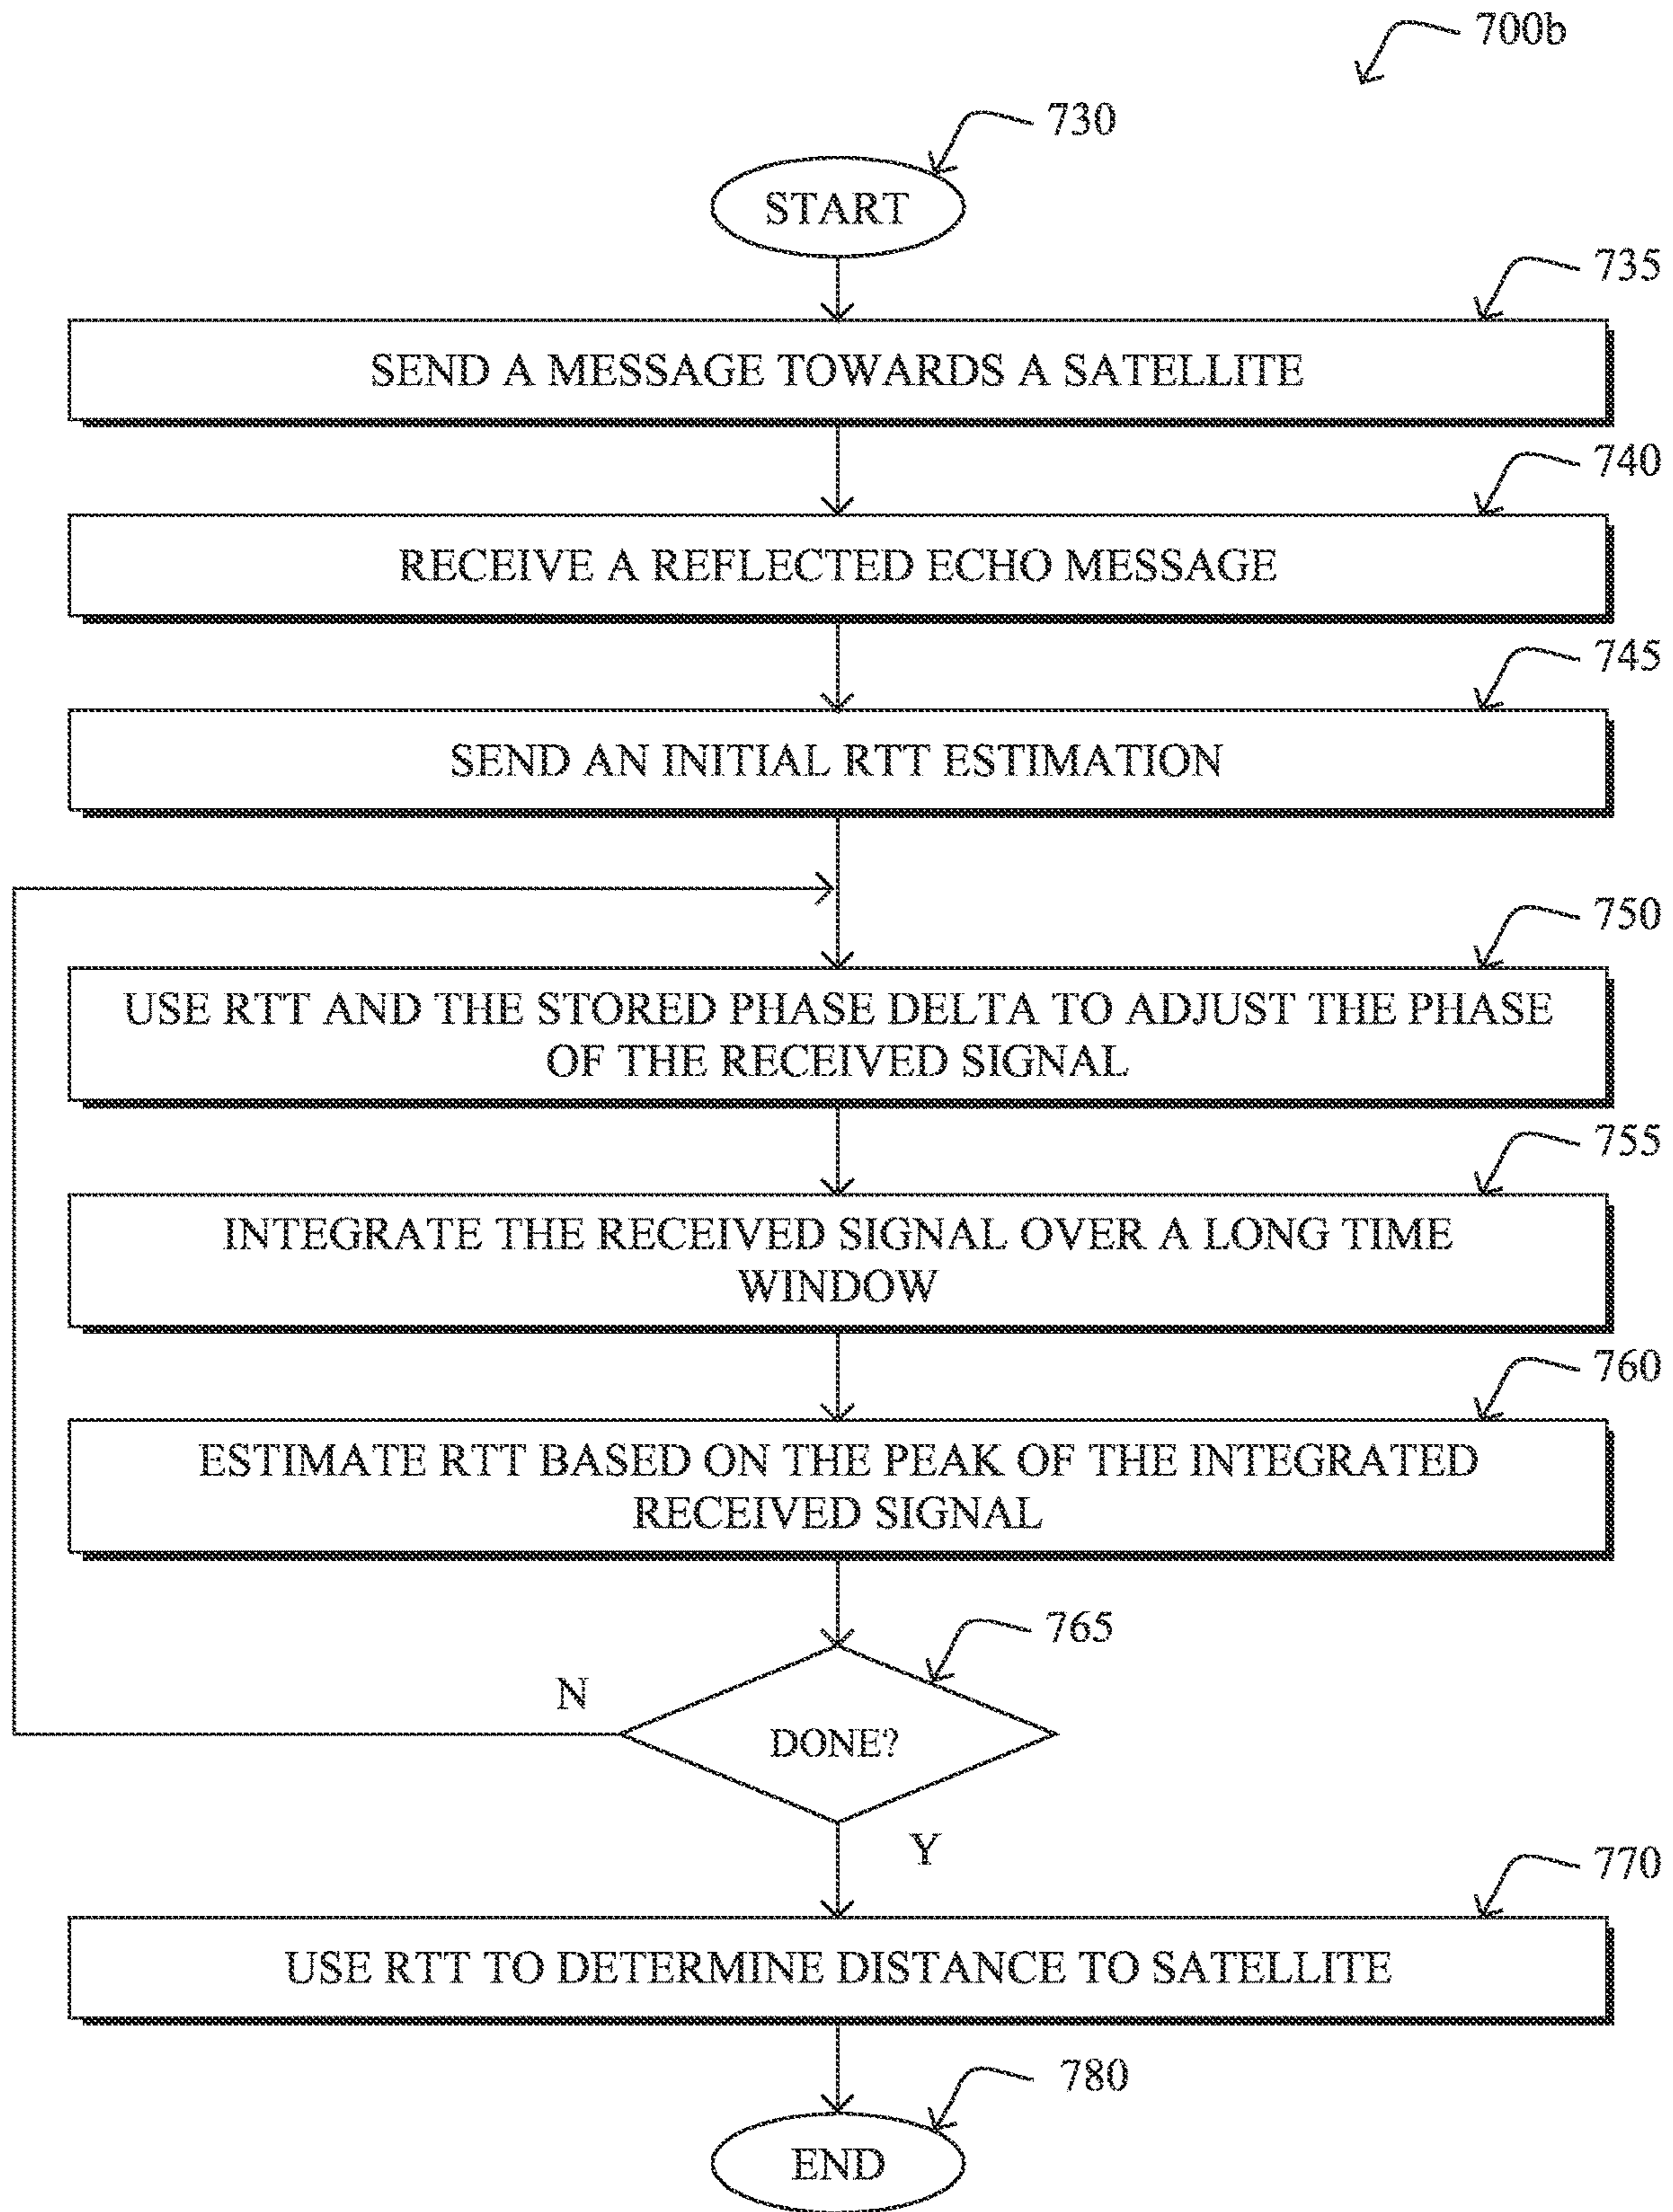 700b
730
START
735
SEND A MESSAGE TOWARDS A SATELLITE
740
RECEIVE A REFLECTED ECHO MESSAGE
745
SEND AN INITIAL RTT ESTIMATION
750
USE RTT AND THE STORED PHASE DELTA TO ADJUST THE PHASE
OF THE RECEIVED SIGNAL
755
INTEGRATE THE RECEIVED SIGNAL OVER A LONG TIME
WINDOW
760
ESTIMATE RTT BASED ON THE PEAK OF THE INTEGRATED
RECEIVED SIGNAL
765
N
DONE?
Y
770
USE RTT TO DETERMINE DISTANCE TO SATELLITE
780
END